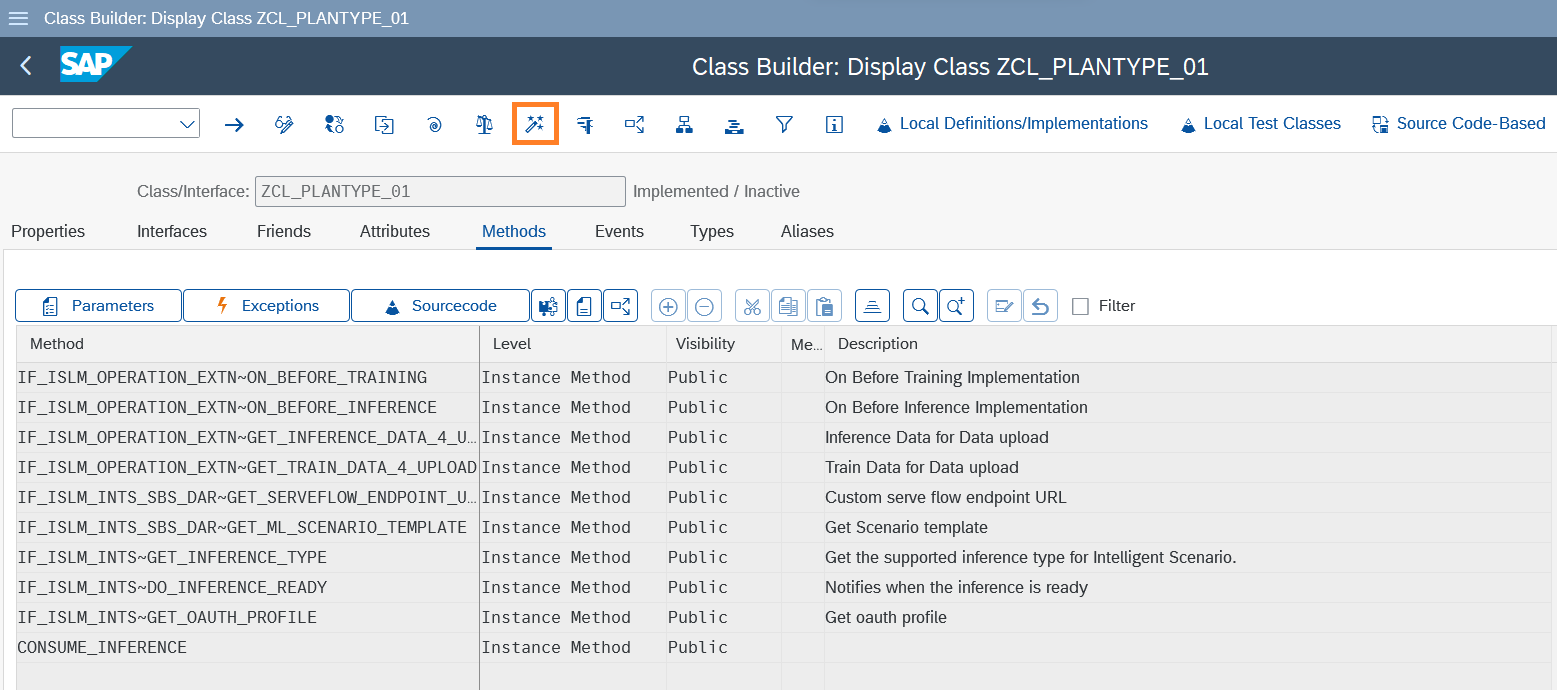 Class Builder: Display Class ZCL_PLANTYPE_01
SAP Class Builder: Display Class ZCL_PLANTYPE_01
Local Definitions/Implementations Local Test Classes Source Code-Based
Class/Interface: ZCL_PLANTYPE_01 Implemented / Inactive
Properties Interfaces Friends Attributes Methods Events Types Aliases
Parameters Exceptions Sourcecode Filter
Method Level Visibility Me... Description
IF_ISLM_OPERATION_EXTN~ON_BEFORE_TRAINING Instance Method Public On Before Training Implementation
IF_ISLM_OPERATION_EXTN~ON_BEFORE_INFERENCE Instance Method Public On Before Inference Implementation
IF_ISLM_OPERATION_EXTN~GET_INFERENCE_DATA_4_U... Instance Method Public Inference Data for Data upload
IF_ISLM_OPERATION_EXTN~GET_TRAIN_DATA_4_UPLOAD Instance Method Public Train Data for Data upload
IF_ISLM_INTS_SBS_DAR~GET_SERVEFLOW_ENDPOINT_U... Instance Method Public Custom serve flow endpoint URL
IF_ISLM_INTS_SBS_DAR~GET_ML_SCENARIO_TEMPLATE Instance Method Public Get Scenario template
IF_ISLM_INTS~GET_INFERENCE_TYPE Instance Method Public Get the supported inference type for Intelligent Scenario.
IF_ISLM_INTS~DO_INFERENCE_READY Instance Method Public Notifies when the inference is ready
IF_ISLM_INTS~GET_OAUTH_PROFILE Instance Method Public Get oauth profile
CONSUME_INFERENCE Instance Method Public